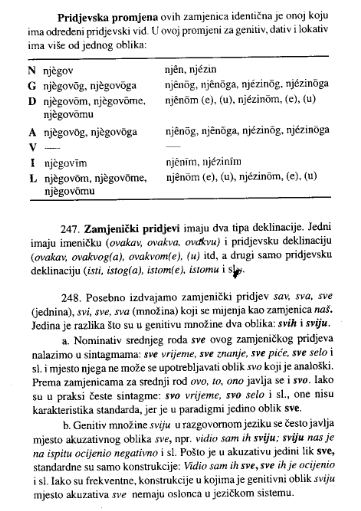 Pridjevska promjena ovih zamjenica identična je onoj koju
ima određeni pridjevski vid. U ovoj promjeni za genitiv, dativ i lokativ
ima više od jednog oblika:
N njègov njên, njézin
G njègovōg, njègovōga njênōg, njênōga, njézinōg, njézinōga
D njègovōm, njègovōme, njênōm (e), (u), njézinōm, (e), (u)
njègovōmu
A njègovōg, njègovōga njênōg, njênōga, njézinōg, njézinōga
V — —
I njègovīm njênīm, njézinīm
L njègovōm, njègovōme, njênōm (e), (u), njézinōm, (e), (u)
njègovōmu
247. Zamjenički pridjevi imaju dva tipa deklinacije. Jedni
imaju imeničku (ovakav, ovakva, ovakvu) i pridjevsku deklinaciju
(ovakav, ovakvog(a), ovakvom(e), (u) itd, a drugi samo pridjevsku
deklinaciju (isti, istog(a), istom(e), istomu i sl.
248. Posebno izdvajamo zamjenički pridjev sav, sva, sve
(jednina), svi, sve, sva (množina) koji se mijenja kao zamjenica naš.
Jedina je razlika što su u genitivu množine dva oblika: svih i sviju.
a. Nominativ srednjeg roda sve ovog zamjeničkog pridjeva
nalazimo u sintagmama: sve vrijeme, sve znanje, sve piće, sve selo i
sl. i mjesto njega ne može se upotrebljavati oblik svo koji je analoški.
Prema zamjenicama za srednji rod ovo, to, ono javlja se i svo. Iako
su u praksi česte sintagme: svo vrijeme, svo selo i sl., one nisu
karakteristika standarda, jer je u paradigmi jedino oblik sve.
b. Genitiv množine sviju u razgovornom jeziku se često javlja
mjesto akuzativnog oblika sve, npr. vidio sam ih sviju; sviju nas je
na ispitu ocijenio negativno i sl. Pošto je u akuzativu jedini lik sve,
standardne su samo konstrukcije: Vidio sam ih sve, sve ih je ocijenio
i sl. Iako su frekventne, konstrukcije u kojima je genitivni oblik sviju
mjesto akuzativa sve nemaju oslonca u jezičkom sistemu.